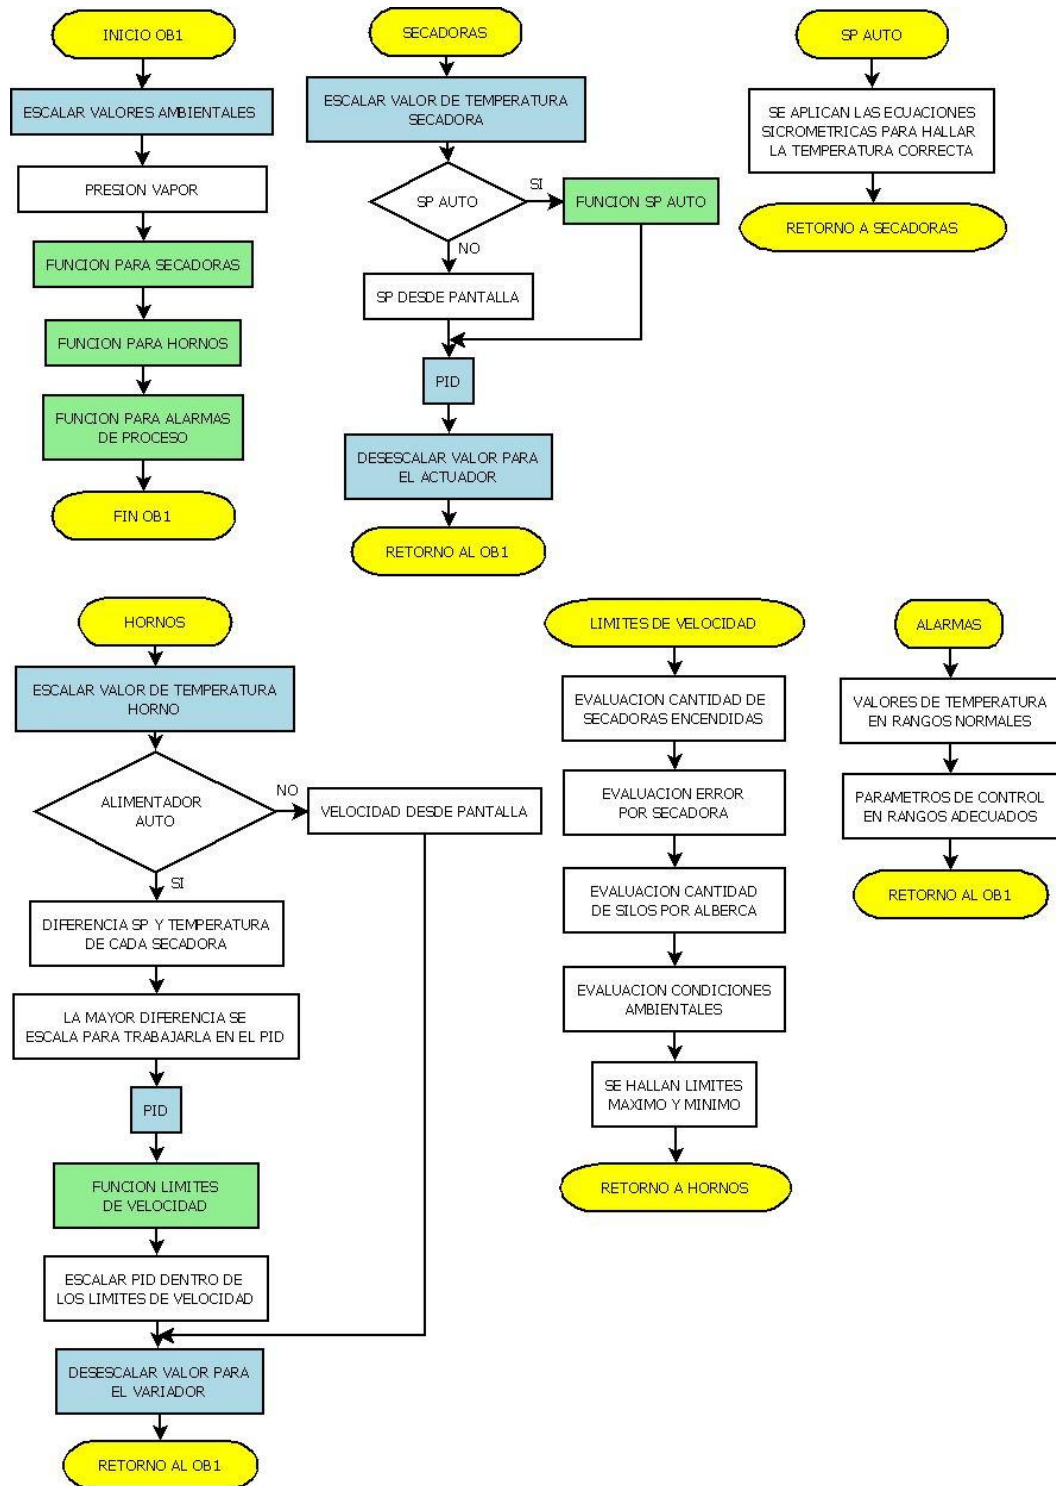 INICIO OB1
ESCALAR VALORES AMBIENTALES
PRESION VAPOR
FUNCION PARA SECADORAS
FUNCION PARA HORNOS
FUNCION PARA ALARMAS
DE PROCESO
FIN OB1
SECADORAS
ESCALAR VALOR DE TEMPERATURA
SECADORA
SP AUTO
SI
FUNCION SP AUTO
NO
SP DESDE PANTALLA
PID
DESESCALAR VALOR PARA
EL ACTUADOR
RETORNO AL OB1
SP AUTO
SE APLICAN LAS ECUACIONES
SICROMETRICAS PARA HALLAR
LA TEMPERATURA CORRECTA
RETORNO A SECADORAS
HORNOS
ESCALAR VALOR DE TEMPERATURA
HORNO
ALIMENTADOR
AUTO
NO
VELOCIDAD DESDE PANTALLA
SI
DIFERENCIA SP Y TEMPERATURA
DE CADA SECADORA
LA MAYOR DIFERENCIA SE
ESCALA PARA TRABAJARLA EN EL PID
PID
FUNCION LIMITES
DE VELOCIDAD
ESCALAR PID DENTRO DE
LOS LIMITES DE VELOCIDAD
DESESCALAR VALOR PARA
EL VARIADOR
RETORNO AL OB1
LIMITES DE VELOCIDAD
EVALUACION CANTIDAD DE
SECADORAS ENCENDIDAS
EVALUACION ERROR
POR SECADORA
EVALUACION CANTIDAD
DE SILOS POR ALBERCA
EVALUACION CONDICIONES
AMBIENTALES
SE HALLAN LIMITES
MAXIMO Y MINIMO
RETORNO A HORNOS
ALARMAS
VALORES DE TEMPERATURA
EN RANGOS NORMALES
PARAMETROS DE CONTROL
EN RANGOS ADECUADOS
RETORNO AL OB1